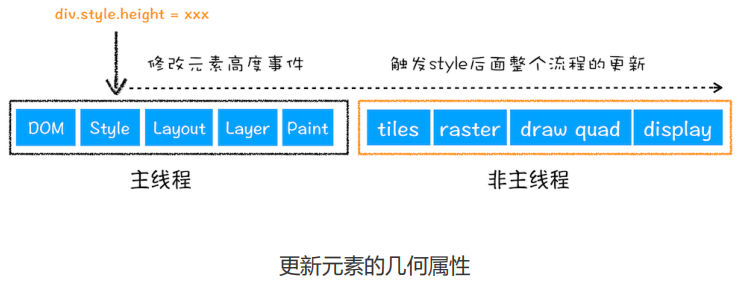 div.style.height = xxx
修改元素高度事件 触发style后面整个流程的更新
DOM Style Layout Layer Paint tiles raster draw quad display
主线程 非主线程
更新元素的几何属性